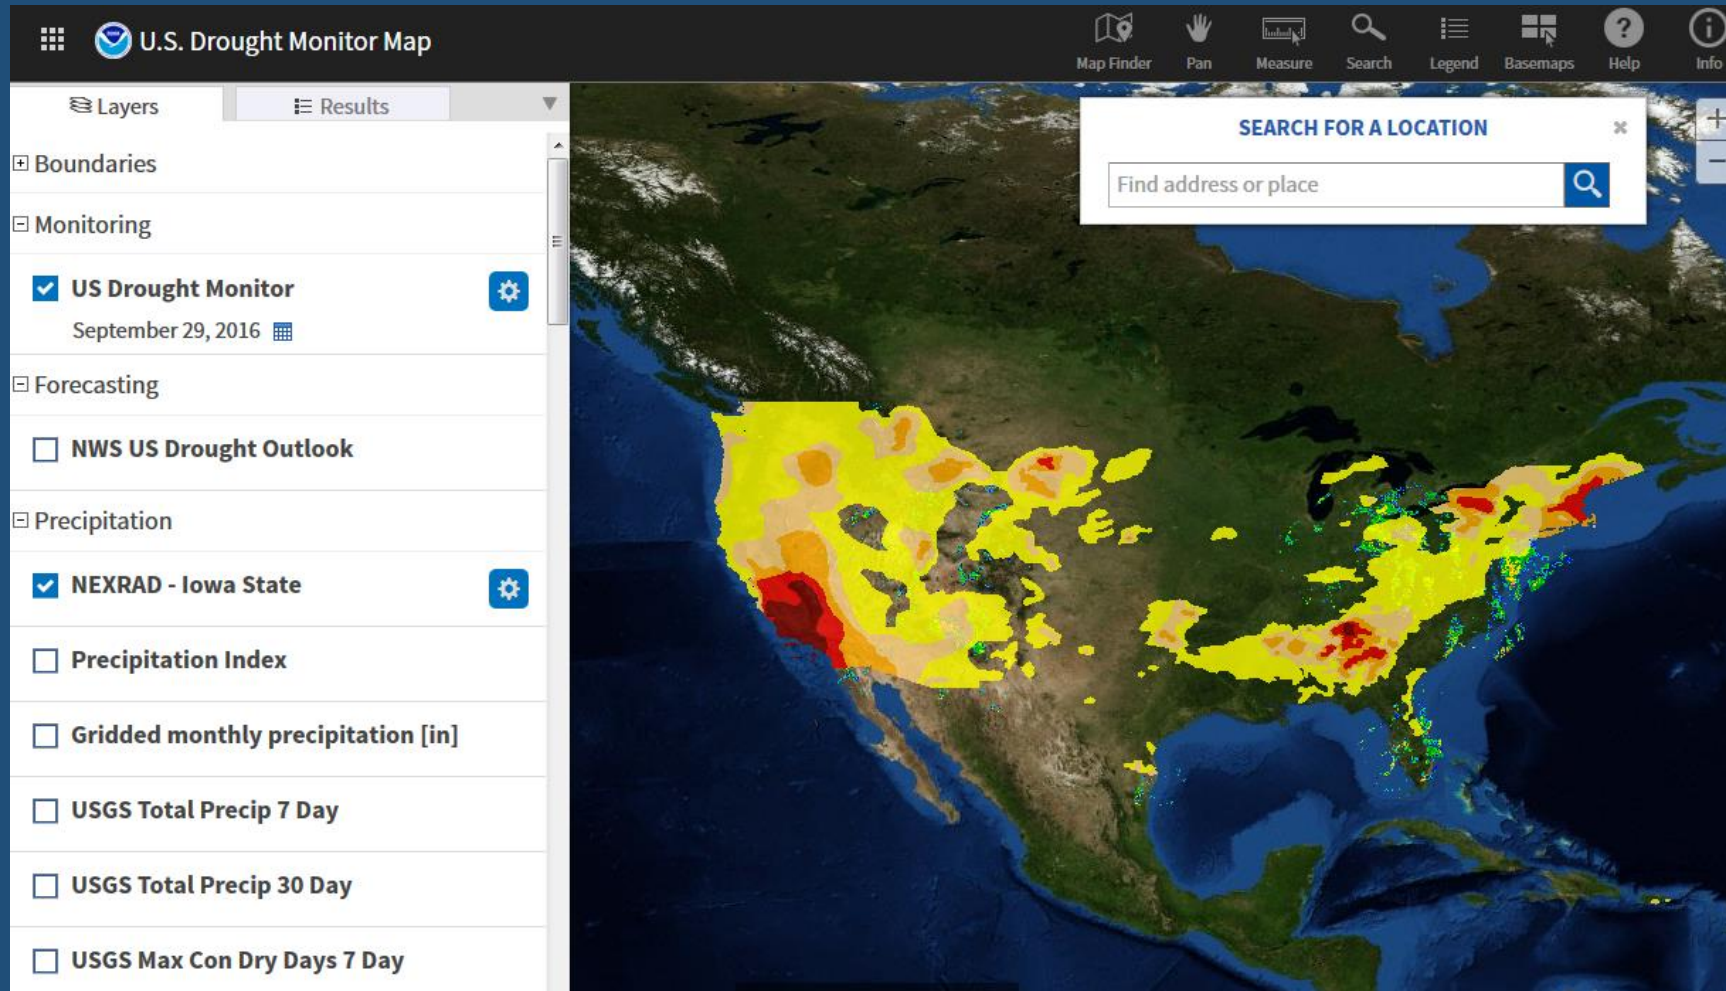 U.S. Drought Monitor Map
Map Finder
Pan
Measure
Search
Legend
Basemaps
Help
Info
Layers
Results
Boundaries
Monitoring
US Drought Monitor
September 29, 2016
Forecasting
NWS US Drought Outlook
Precipitation
NEXRAD - Iowa State
Precipitation Index
Gridded monthly precipitation [in]
USGS Total Precip 7 Day
USGS Total Precip 30 Day
USGS Max Con Dry Days 7 Day
SEARCH FOR A LOCATION
Find address or place